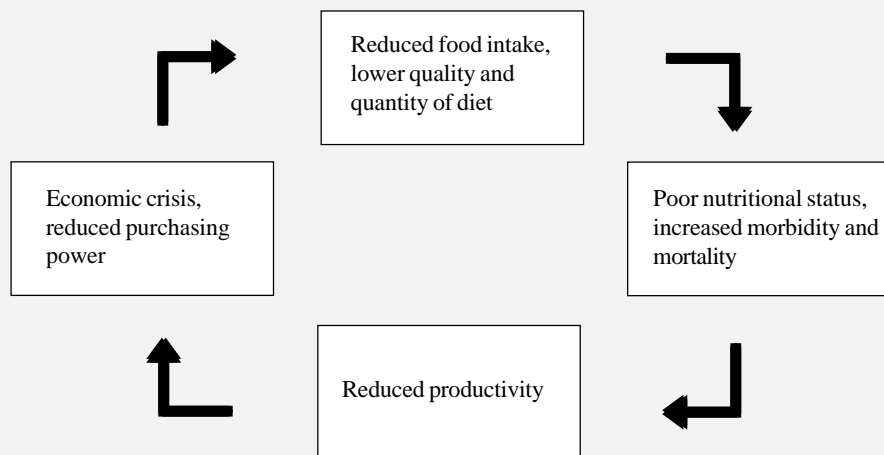 Reduced food intake,
lower quality and
quantity of diet
Economic crisis,
reduced purchasing
power
Poor nutritional status,
increased morbidity and
mortality
Reduced productivity